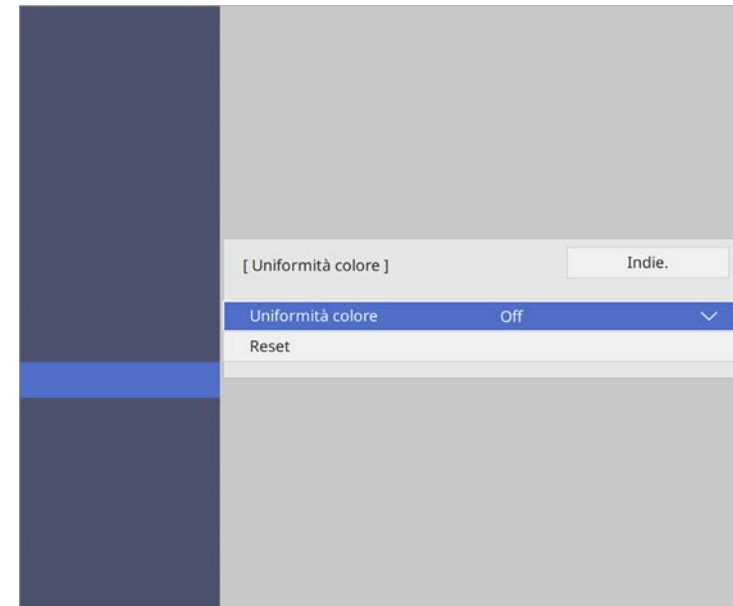 [ Uniformità colore ]
Indie.
Uniformità colore Off
Reset